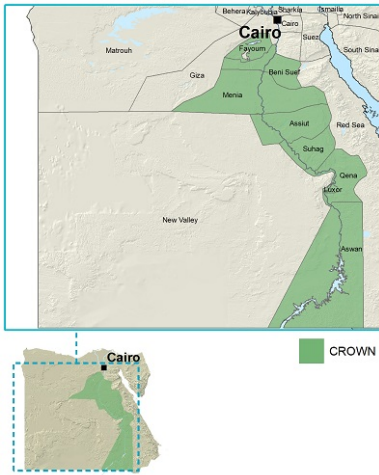 Behera
Kalyoubia
Sharkia
Ismailia
North Sinai
Cairo
Cairo
Suez
South Sinai
Matrouh
Fayoum
Giza
Beni Suef
Menia
Assiut
Red Sea
Suhag
Qena
Luxor
New Valley
Aswan
Cairo
CROWN